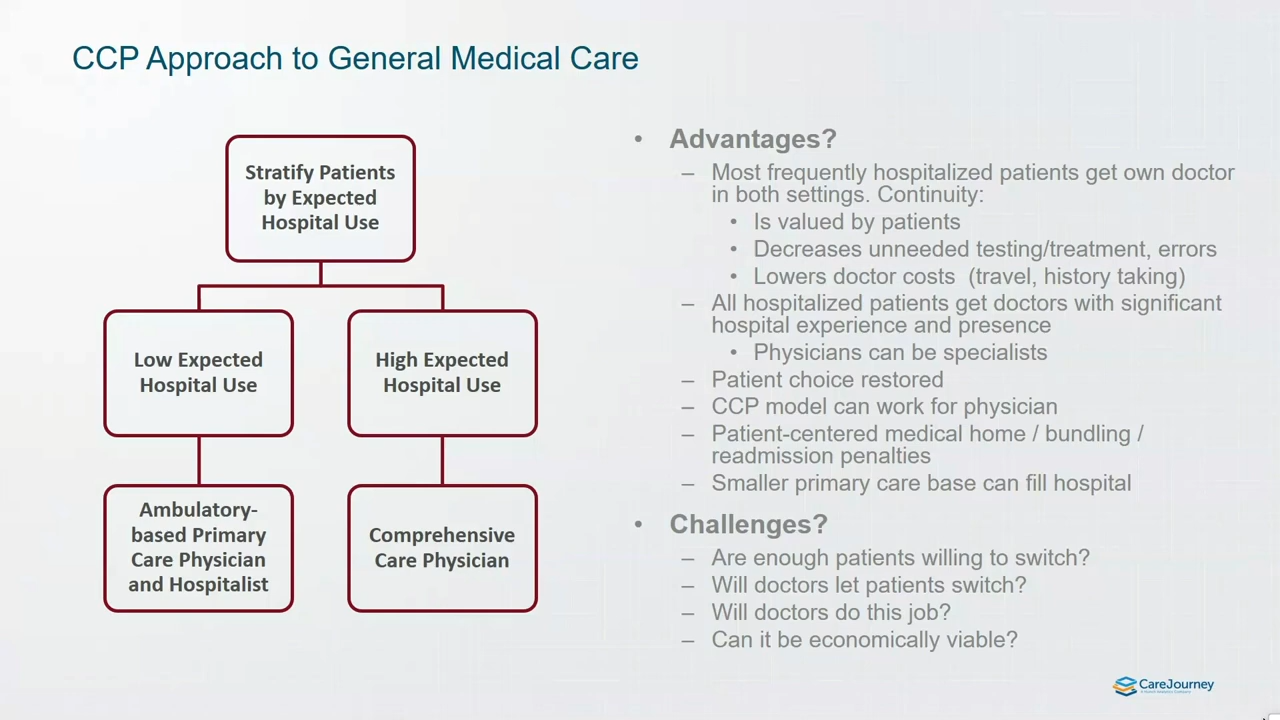 CCP Approach to General Medical Care
Stratify Patients
by Expected
Hospital Use
Low Expected
Hospital Use
High Expected
Hospital Use
Ambulatory-
based Primary
Care Physician
and Hospitalist
Comprehensive
Care Physician
• Advantages?
– Most frequently hospitalized patients get own doctor
in both settings. Continuity:
• Is valued by patients
• Decreases unneeded testing/treatment, errors
• Lowers doctor costs (travel, history taking)
– All hospitalized patients get doctors with significant
hospital experience and presence
• Physicians can be specialists
– Patient choice restored
– CCP model can work for physician
– Patient-centered medical home / bundling /
readmission penalties
– Smaller primary care base can fill hospital
• Challenges?
– Are enough patients willing to switch?
– Will doctors let patients switch?
– Will doctors do this job?
– Can it be economically viable?
CareJourney